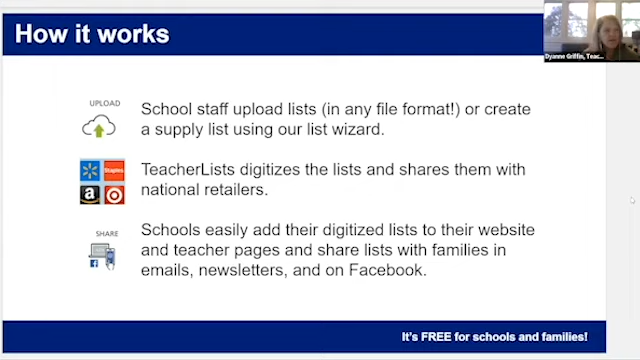 How it works
Dyanne Griffin, Teac...
UPLOAD
School staff upload lists (in any file format!) or create
a supply list using our list wizard.
Staples
TeacherLists digitizes the lists and shares them with
national retailers.
SHARE
Schools easily add their digitized lists to their website
and teacher pages and share lists with families in
emails, newsletters, and on Facebook.
It's FREE for schools and families!